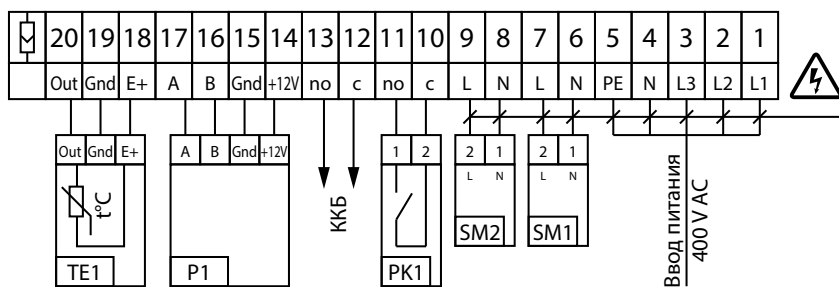 20 19 18 17 16 15 14 13 12 11 10 9 8 7 6 5 4 3 2 1
Out Gnd E+ A B Gnd +12V no c no c L N L N PE N L3 L2 L1
Out Gnd E+ A B Gnd +12V 1 2 2 1 2 1
L N L N
t°C
ККБ
SM2 SM1
TE1 P1 PK1
Ввод питания
400 V AC